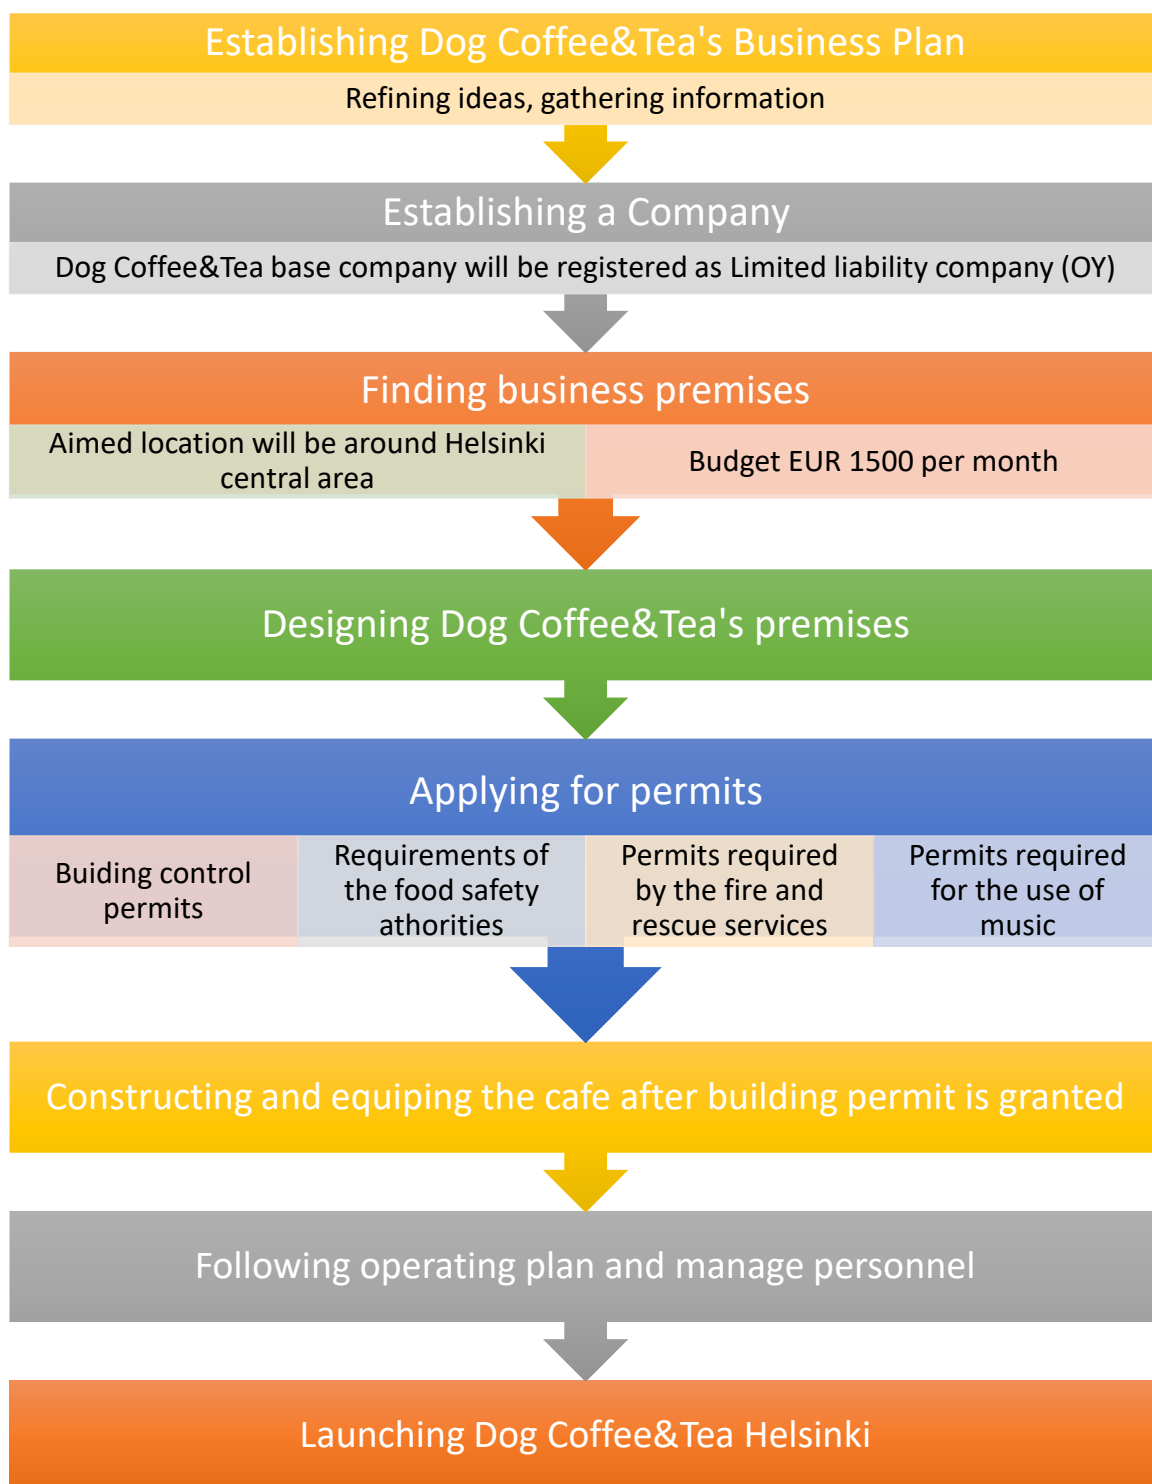 Establishing Dog Coffee&Tea's Business Plan
Refining ideas, gathering information
Establishing a Company
Dog Coffee&Tea base company will be registered as Limited liability company (OY)
Finding business premises
Aimed location will be around Helsinki
central area
Budget EUR 1500 per month
Designing Dog Coffee&Tea's premises
Applying for permits
Buiding control
permits
Requirements of
the food safety
athorities
Permits required
by the fire and
rescue services
Permits required
for the use of
music
Constructing and equiping the cafe after building permit is granted
Following operating plan and manage personnel
Launching Dog Coffee&Tea Helsinki